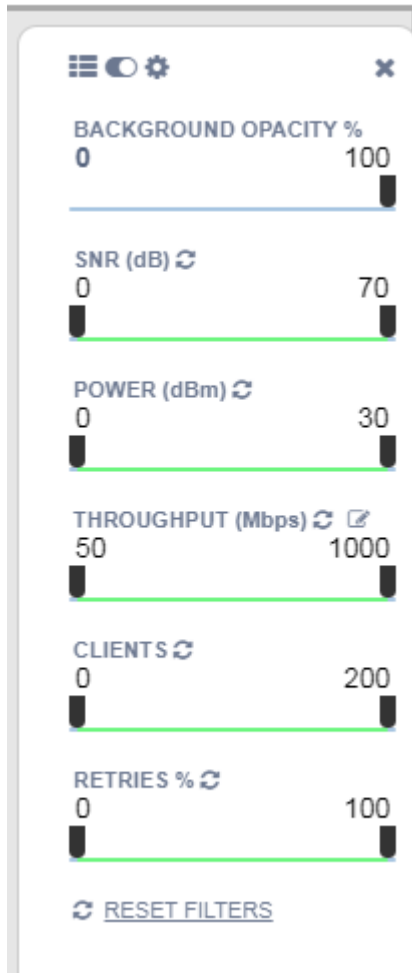 BACKGROUND OPACITY %
0 100
SNR (dB)
0 70
POWER (dBm)
0 30
THROUGHPUT (Mbps)
50 1000
CLIENTS
0 200
RETRIES %
0 100
RESET FILTERS